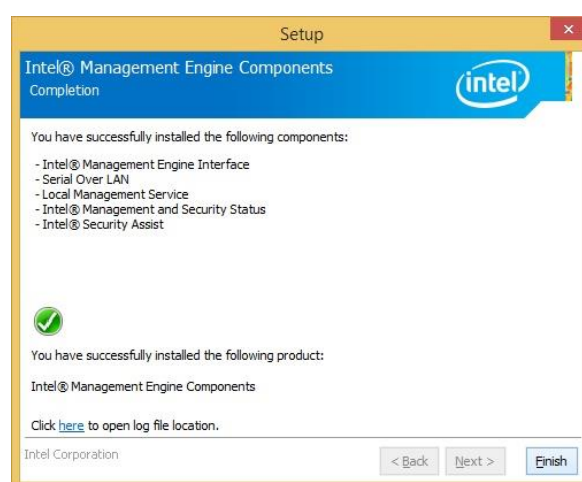 Setup
Intel® Management Engine Components
Completion
intel
You have successfully installed the following components:
- Intel® Management Engine Interface
- Serial Over LAN
- Local Management Service
- Intel® Management and Security Status
- Intel® Security Assist
You have successfully installed the following product:
Intel® Management Engine Components
Click here to open log file location.
Intel Corporation
< Back Next > Finish